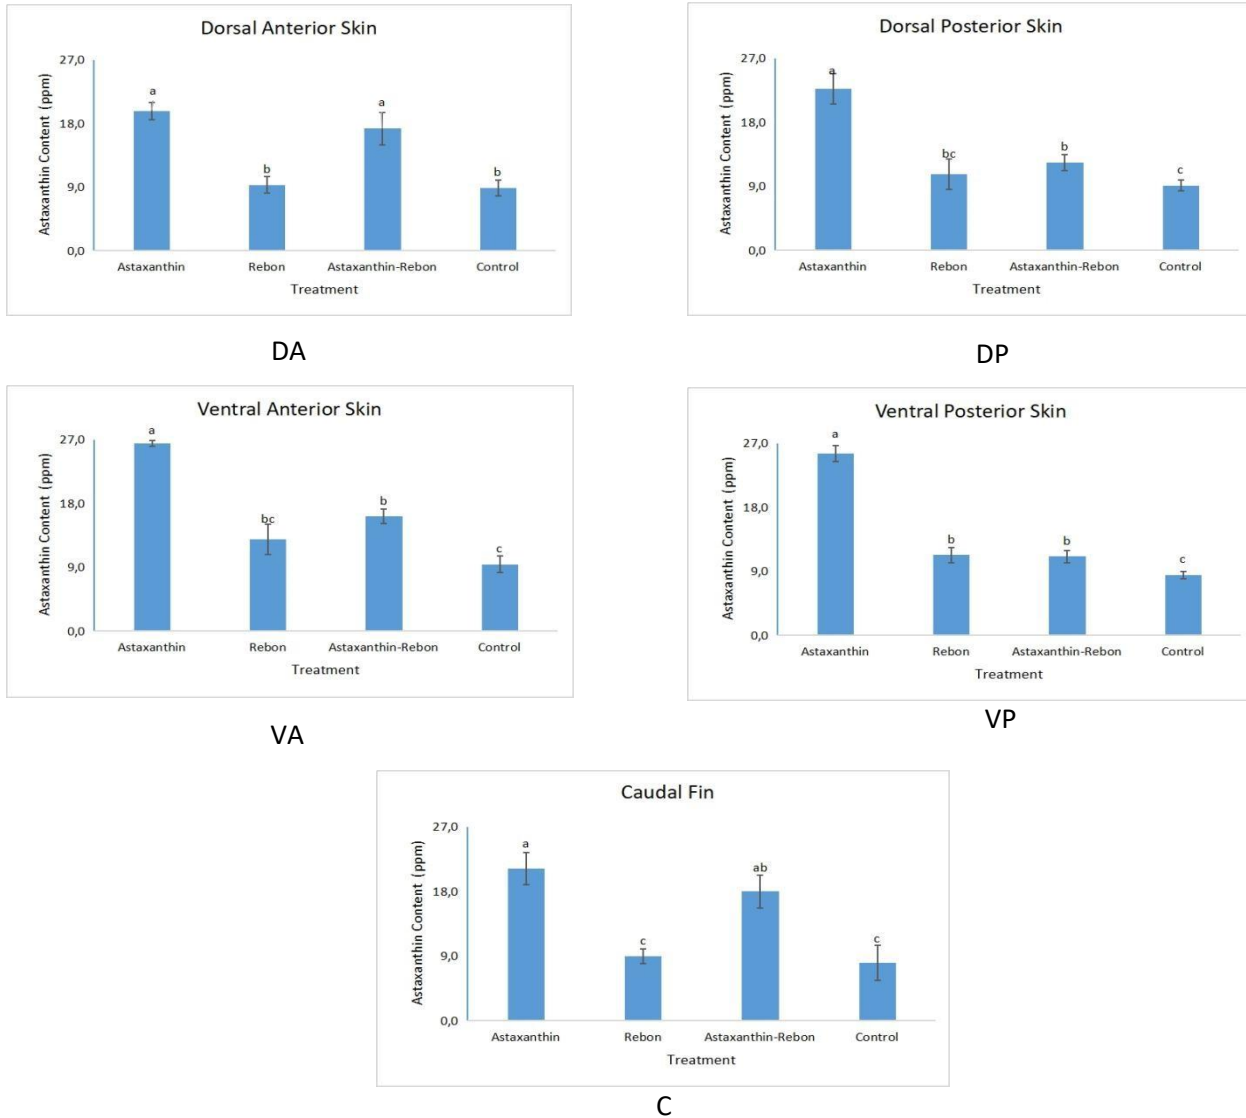 Dorsal Anterior Skin
Astaxanthin Content (ppm)
27,0
18,0
9,0
0,0
a
b
a
b
Astaxanthin Rebon Astaxanthin-Rebon Control
Treatment
DA
Dorsal Posterior Skin
Astaxanthin Content (ppm)
27,0
18,0
9,0
0,0
a
bc
b
c
Astaxanthin Rebon Astaxanthin-Rebon Control
Treatment
DP
Ventral Anterior Skin
Astaxanthin Content (ppm)
27,0
18,0
9,0
0,0
a
bc
b
c
Astaxanthin Rebon Astaxanthin-Rebon Control
Treatment
VA
Ventral Posterior Skin
Astaxanthin Content (ppm)
27,0
18,0
9,0
0,0
a
b
b
c
Astaxanthin Rebon Astaxanthin-Rebon Control
Treatment
VP
Caudal Fin
Astaxanthin Content (ppm)
27,0
18,0
9,0
0,0
a
c
ab
c
Astaxanthin Rebon Astaxanthin-Rebon Control
Treatment
C